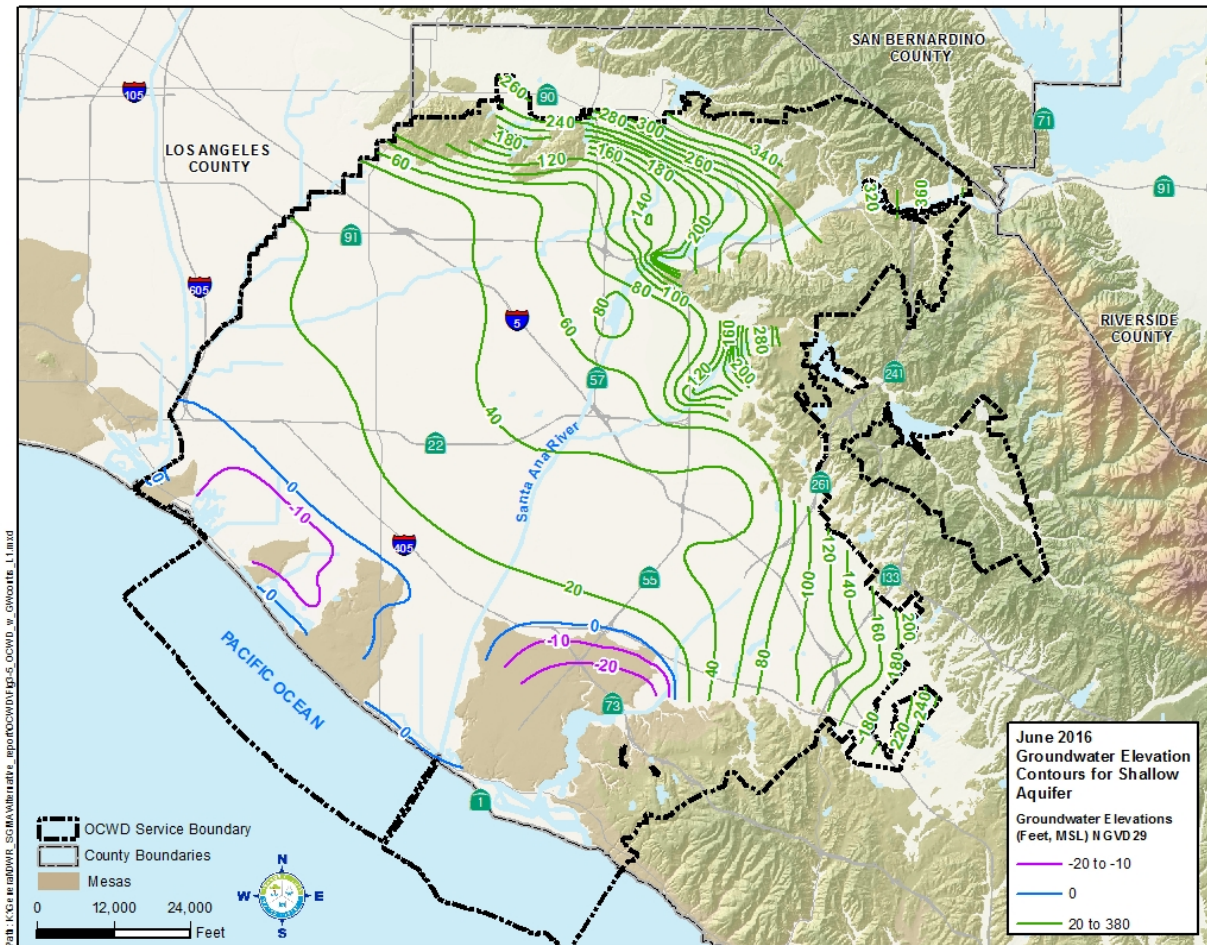 SAN BERNARDINO
COUNTY
105
90
71
260
240
280
300
340
-180
160
180
260
LOS ANGELES
COUNTY
60
120
140
200
320
360
91
91
605
5
80
80
100
60
160
280
RIVERSIDE
COUNTY
241
120
200
57
40
22
Santa Ana River
0
0
-10
261
405
20
55
100
120
140
133
0
0
-10
-20
40
80
160
200
180
73
-180
220
240
PACIFIC OCEAN
0
1
June 2016
Groundwater Elevation
Contours for Shallow
Aquifer
Groundwater Elevations
(Feet, MSL) NGVD29
-20 to -10
0
20 to 380
OCWD Service Boundary
County Boundaries
Mesas
0 12,000 24,000
Feet
N
W E
S